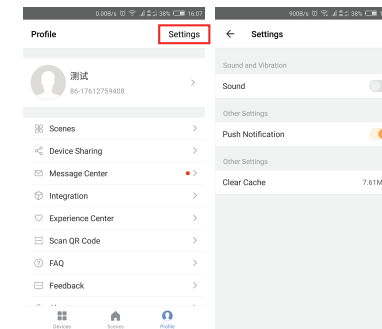 0.00B/s 38% 16:07
Profile Settings
测试
86-17612759408
Scenes
Device Sharing
Message Center
Integration
Experience Center
Scan QR Code
FAQ
Feedback
Devices Scenes Profile
900B/s 38%
Settings
Sound and Vibration
Sound
Other Settings
Push Notification
Other Settings
Clear Cache 7.61M